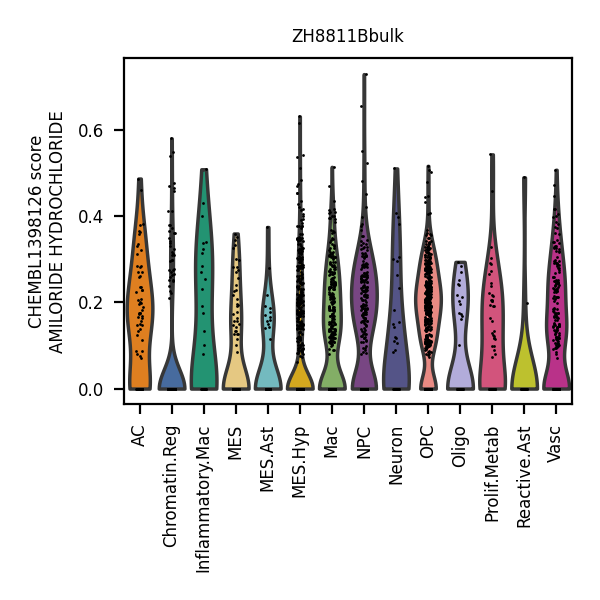 ZH8811Bbulk
CHEMBL1398126 score
AMILORIDE HYDROCHLORIDE
0.6
0.4
0.2
0.0
AC
Chromatin.Reg
Inflammatory.Mac
MES
MES.Ast
MES.Hyp
Mac
NPC
Neuron
OPC
Oligo
Prolif.Metab
Reactive.Ast
Vasc